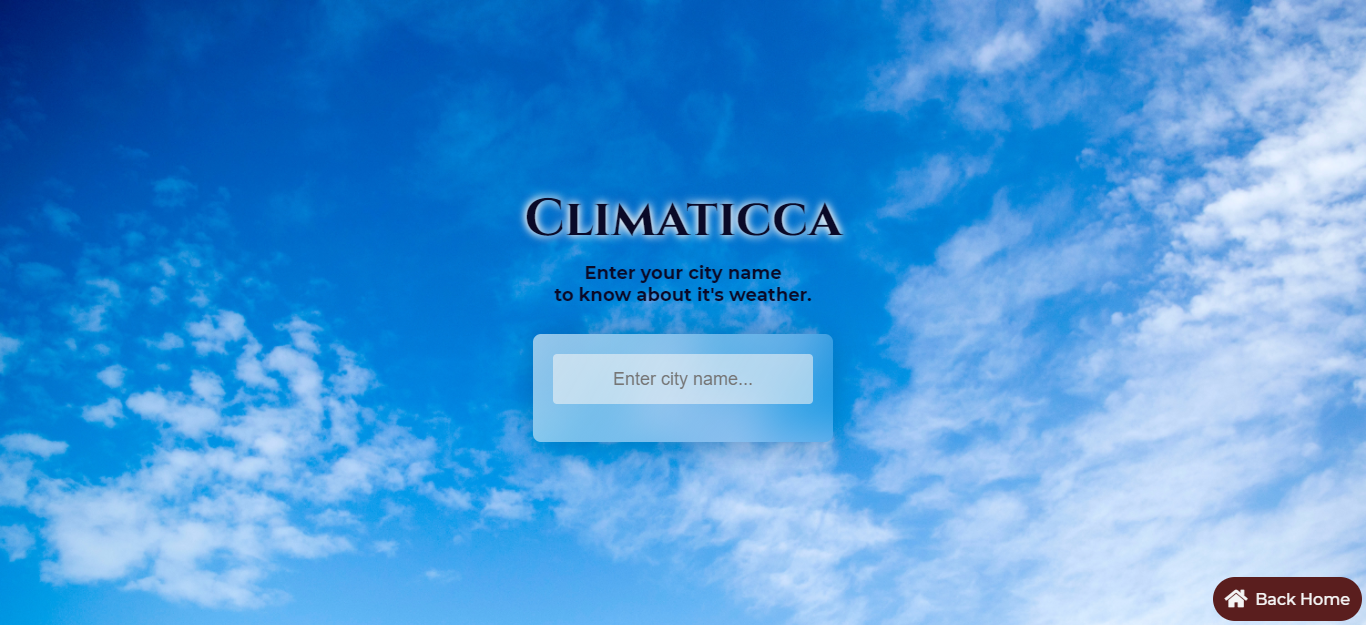 Climaticca
Enter your city name
to know about it's weather.
Enter city name...
Back Home